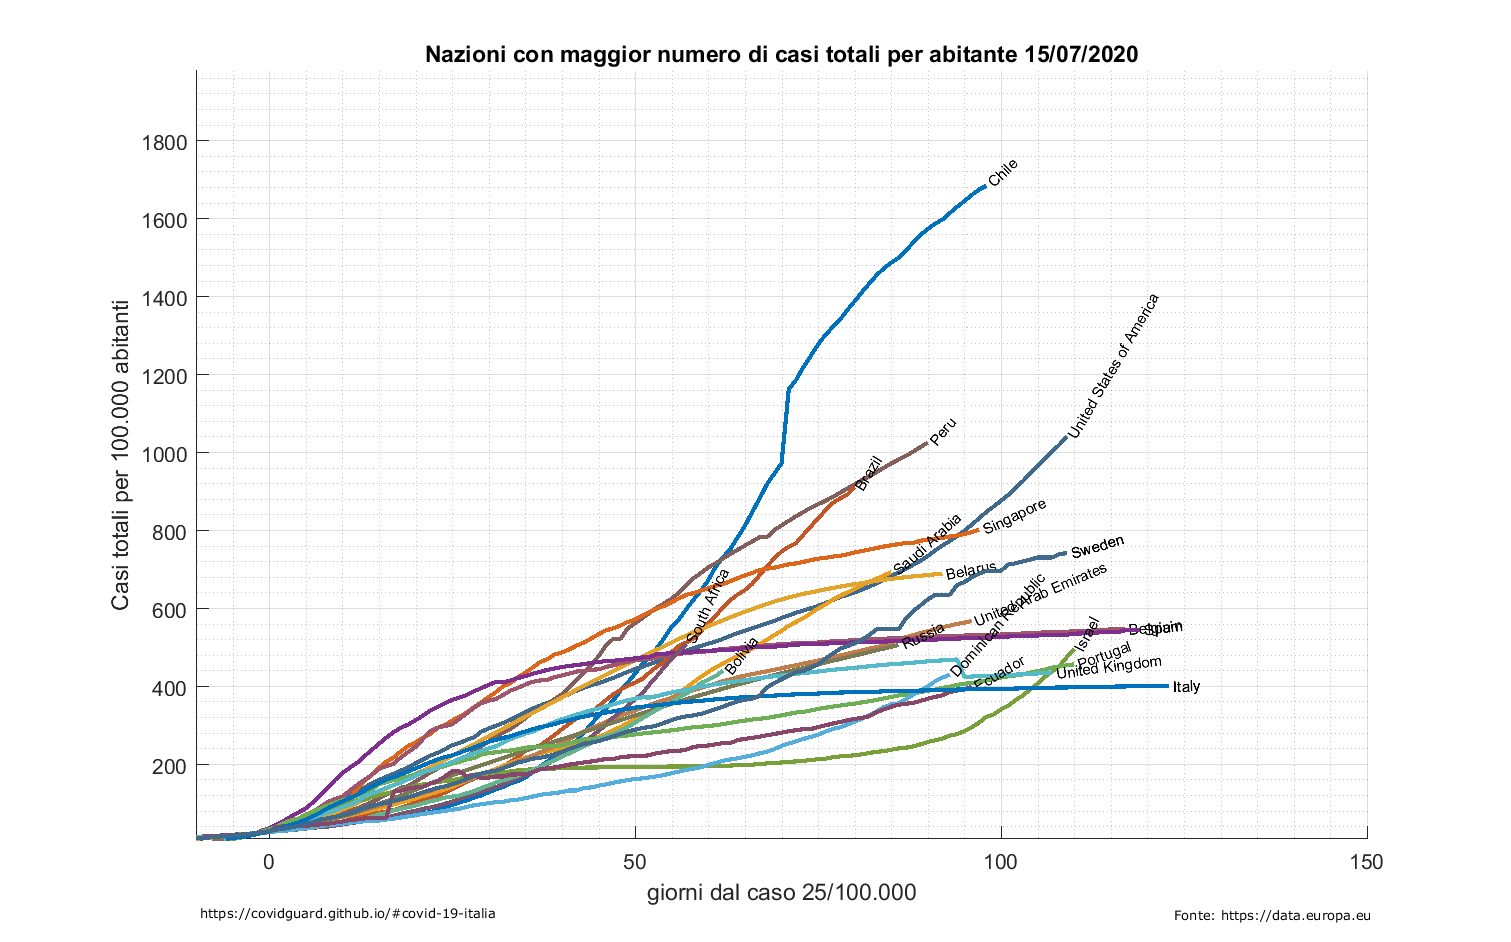 Nazioni con maggior numero di casi totali per abitante 15/07/2020
Casi totali per 100.000 abitanti
1800
1600
1400
1200
1000
800
600
400
200
Chile
United States of America
Peru
Brazil
Singapore
Saudi Arabia
Sweden
Belarus
United Arab Emirates
South Africa
Belgium
Spain
Russia
Dominican Republic
Israel
Bolivia
Portugal
Ecuador
United Kingdom
Italy
0
50
100
150
giorni dal caso 25/100.000
https://covidguard.github.io/#covid-19-italia
Fonte: https://data.europa.eu